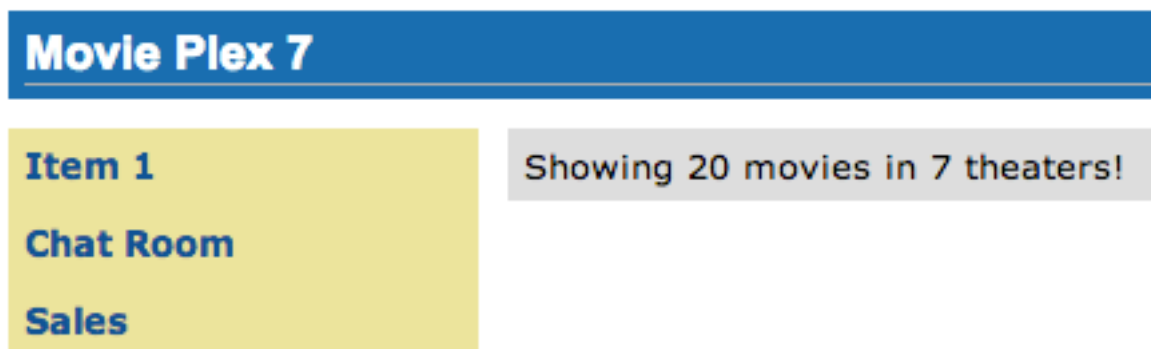 Movie Plex 7
Item 1
Showing 20 movies in 7 theaters!
Chat Room
Sales